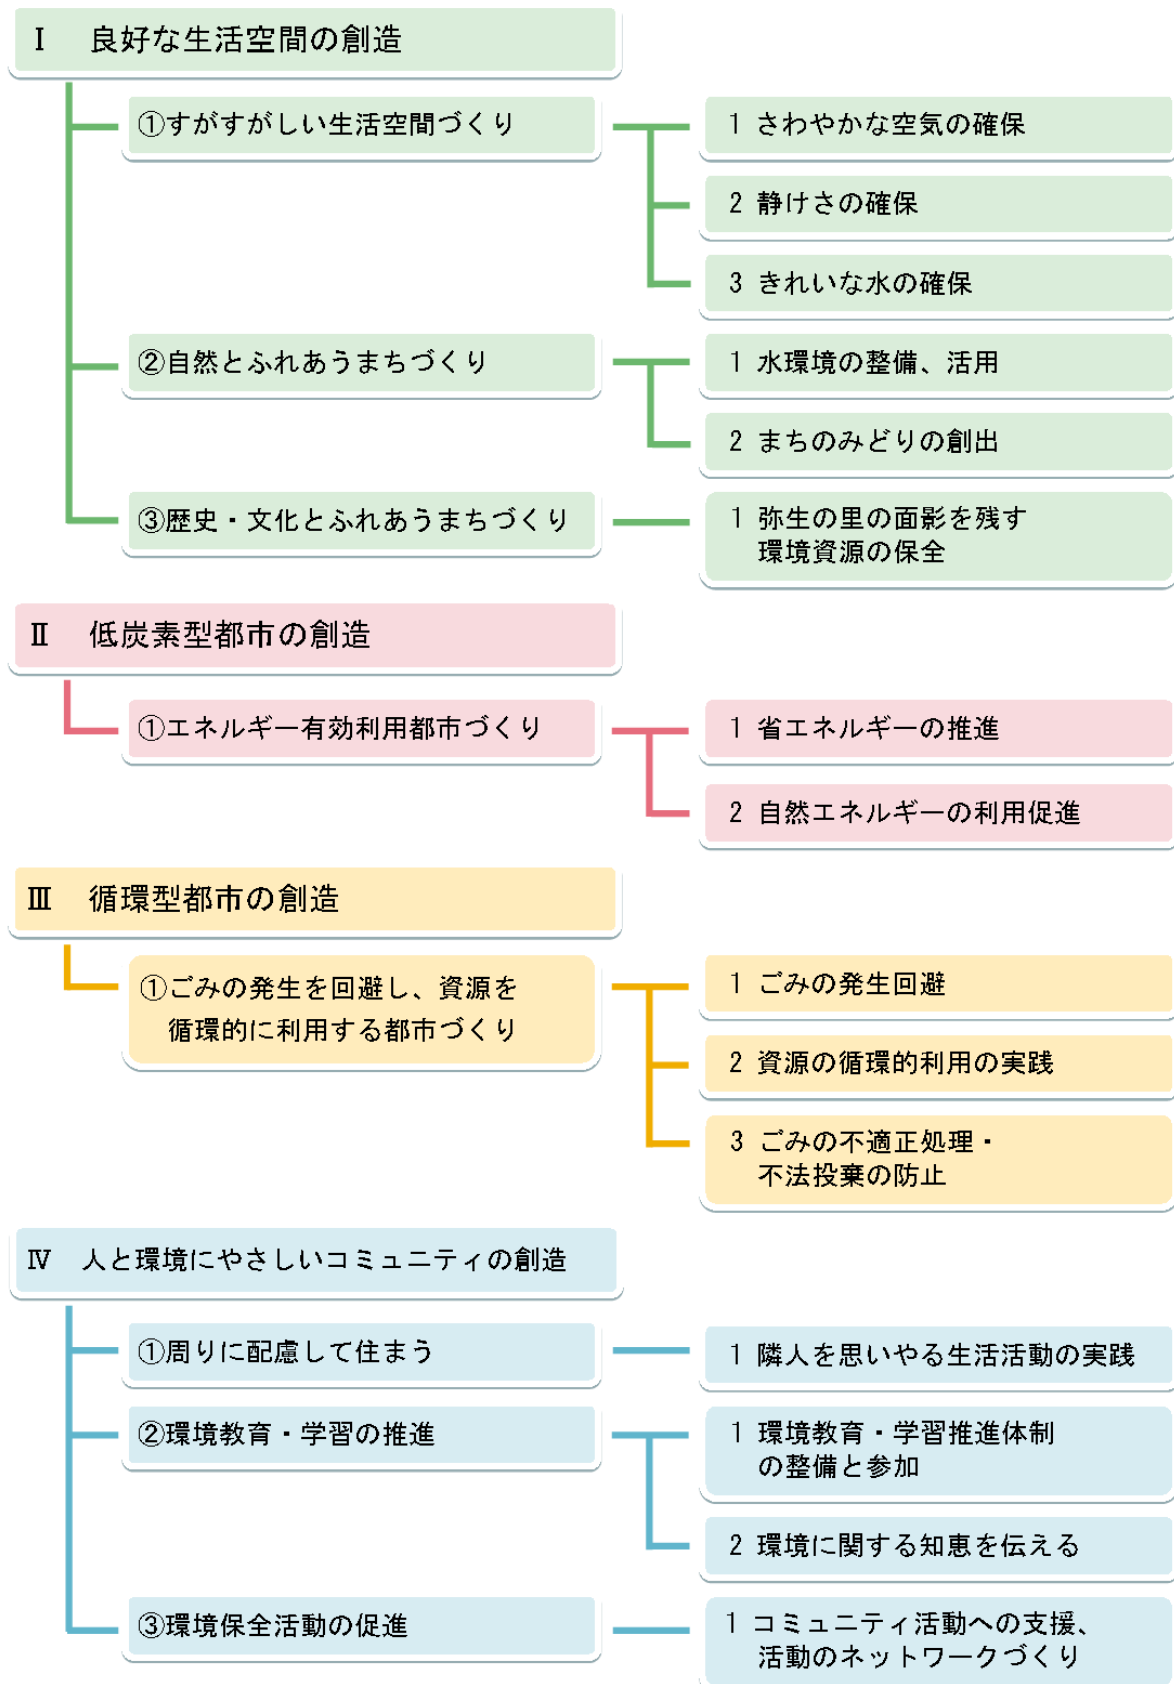 Ⅰ 良好な生活空間の創造
①すがすがしい生活空間づくり
1 さわやかな空気の確保
2 静けさの確保
3 きれいな水の確保
②自然とふれあうまちづくり
1 水環境の整備、活用
2 まちのみどりの創出
③歴史・文化とふれあうまちづくり
1 弥生の里の面影を残す
環境資源の保全
Ⅱ 低炭素型都市の創造
①エネルギー有効利用都市づくり
1 省エネルギーの推進
2 自然エネルギーの利用促進
Ⅲ 循環型都市の創造
①ごみの発生を回避し、資源を
循環的に利用する都市づくり
1 ごみの発生回避
2 資源の循環的利用の実践
3 ごみの不適正処理・
不法投棄の防止
Ⅳ 人と環境にやさしいコミュニティの創造
①周りに配慮して住まう
1 隣人を思いやる生活活動の実践
②環境教育・学習の推進
1 環境教育・学習推進体制
の整備と参加
2 環境に関する知恵を伝える
③環境保全活動の促進
1 コミュニティ活動への支援、
活動のネットワークづくり